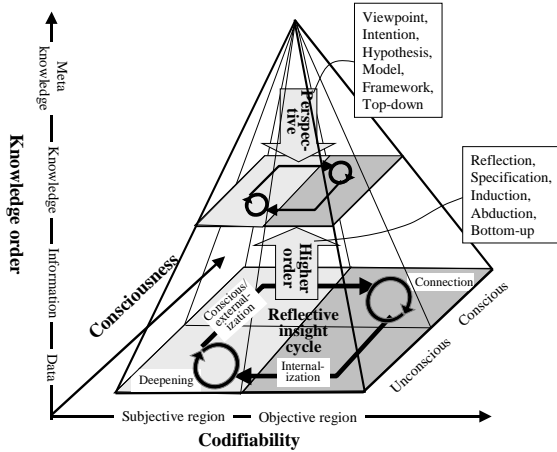 Viewpoint,
Intention,
Hypothesis,
Model,
Framework,
Top-down
Meta
knowledge
Knowledge
Information
Data
Knowledge order
Perspec-
tive
Reflection,
Specification,
Induction,
Abduction,
Bottom-up
Higher
order
Consciousness
Conscious/
external-
ization
Connection
Reflective
insight
cycle
Internal-
ization
Deepening
Conscious
Unconscious
Subjective region
Objective region
Codifiability